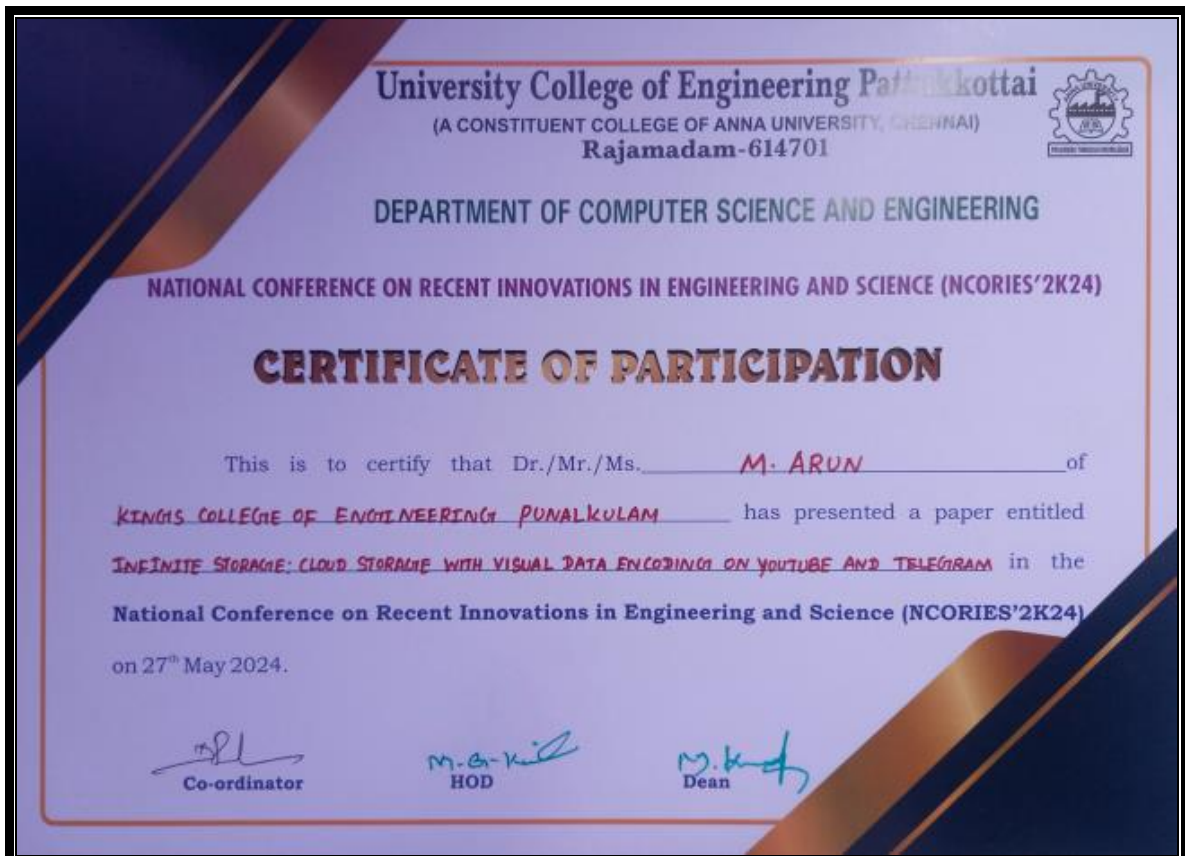 University College of Engineering Pattukkottai
(A CONSTITUENT COLLEGE OF ANNA UNIVERSITY, CHENNAI)
Rajamadam-614701
DEPARTMENT OF COMPUTER SCIENCE AND ENGINEERING
NATIONAL CONFERENCE ON RECENT INNOVATIONS IN ENGINEERING AND SCIENCE (NCORIES'2K24)
CERTIFICATE OF PARTICIPATION
This is to certify that Dr./Mr./Ms. M. ARUN of
KINGS COLLEGE OF ENGINEERING PUNALKULAM has presented a paper entitled
INFINITE STORAGE: CLOUD STORAGE WITH VISUAL DATA ENCODING ON YOUTUBE AND TELEGRAM in the
National Conference on Recent Innovations in Engineering and Science (NCORIES'2K24)
on 27th May 2024.
Co-ordinator HOD Dean